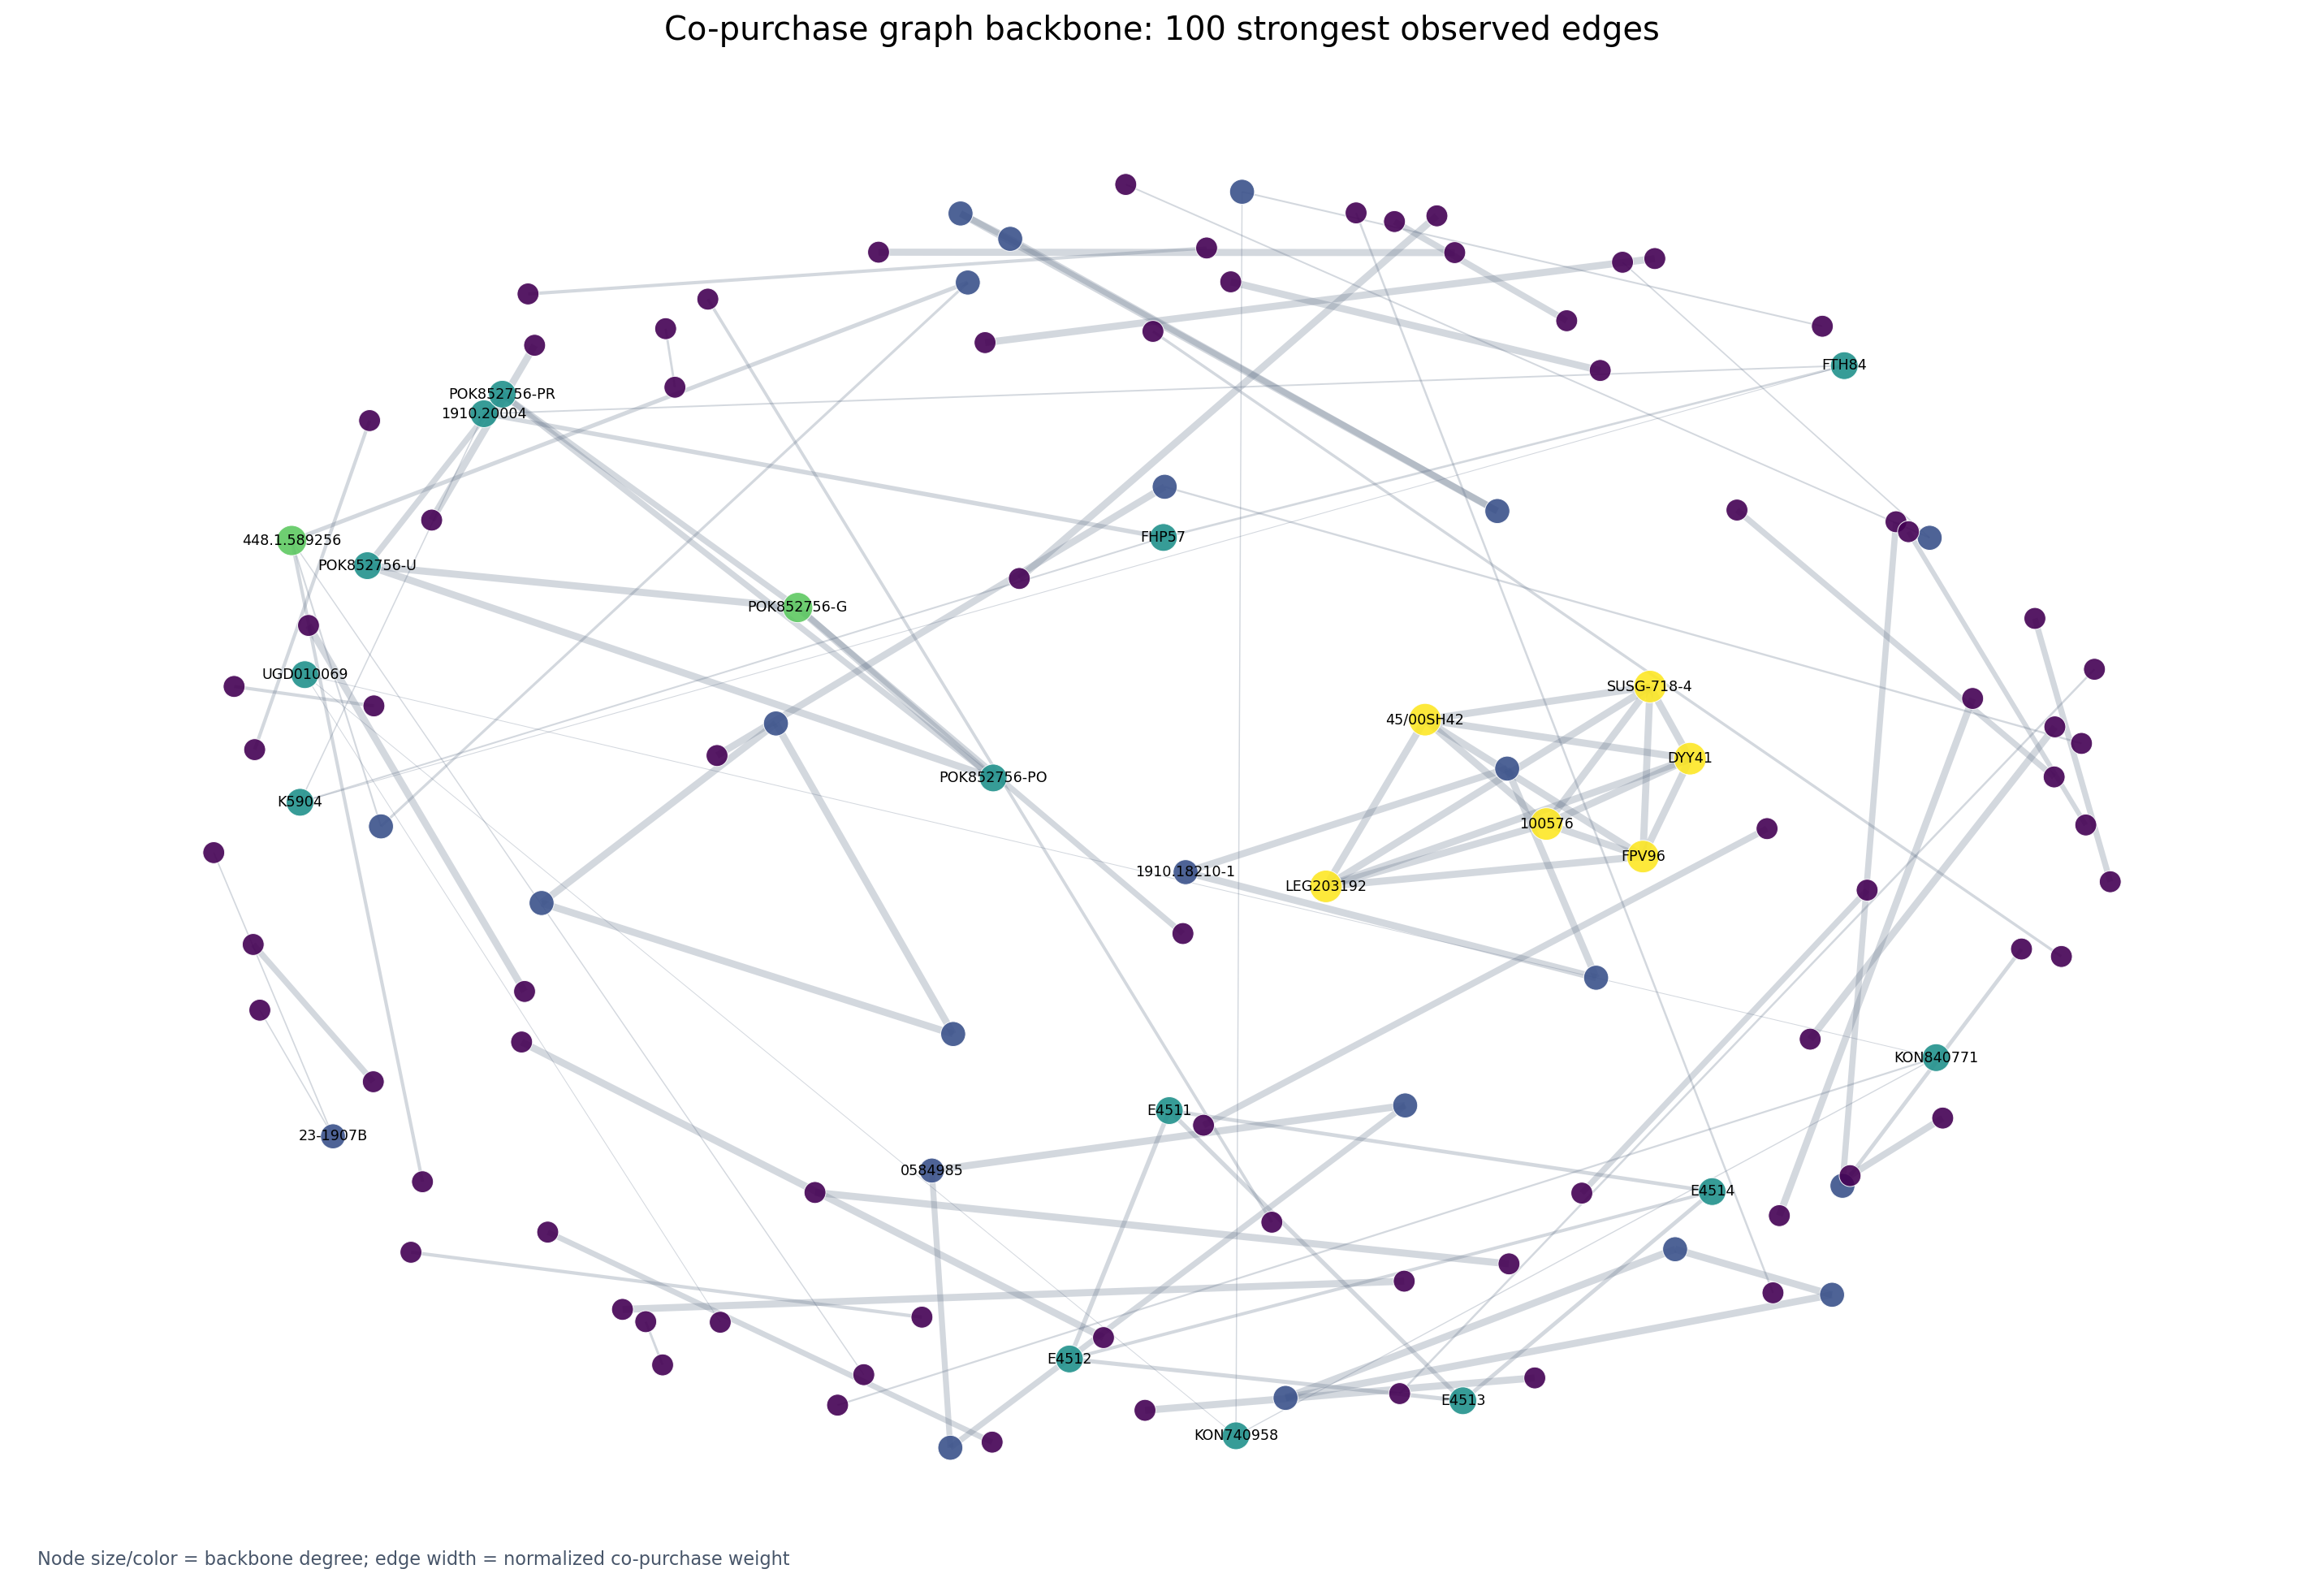 Co-purchase graph backbone: 100 strongest observed edges
FTH84
POK852756-PR
1910.20004
FHP57
448.1.589256
POK852756-U
POK852756-G
UGD010069
SUSG-718-4
45/00SH42
DYY41
POK852756-PO
K5904
100576
FPV96
1910.18210-1
LEG203192
KON840771
E4511
23-1907B
0584985
E4514
E4512
E4513
KON740958
Node size/color = backbone degree; edge width = normalized co-purchase weight